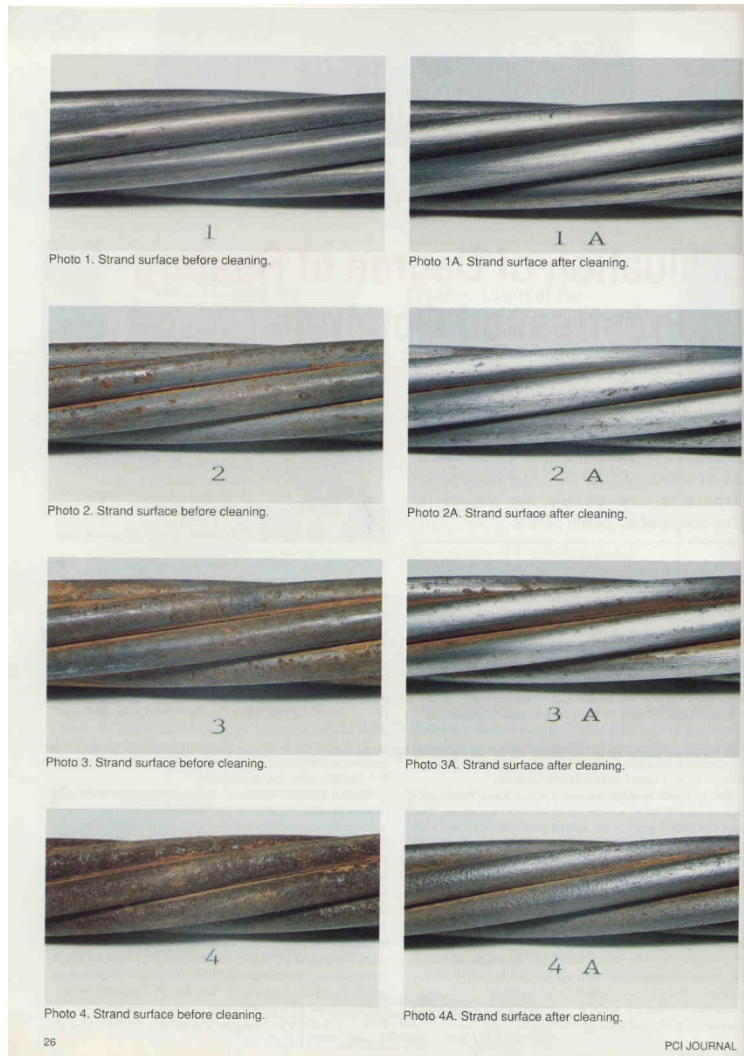 1
1 A
Photo 1. Strand surface before cleaning.
Photo 1A. Strand surface after cleaning.
2
2 A
Photo 2. Strand surface before cleaning.
Photo 2A. Strand surface after cleaning.
3
3 A
Photo 3. Strand surface before cleaning.
Photo 3A. Strand surface after cleaning.
4
4 A
Photo 4. Strand surface before cleaning.
Photo 4A. Strand surface after cleaning.
26
PCI JOURNAL